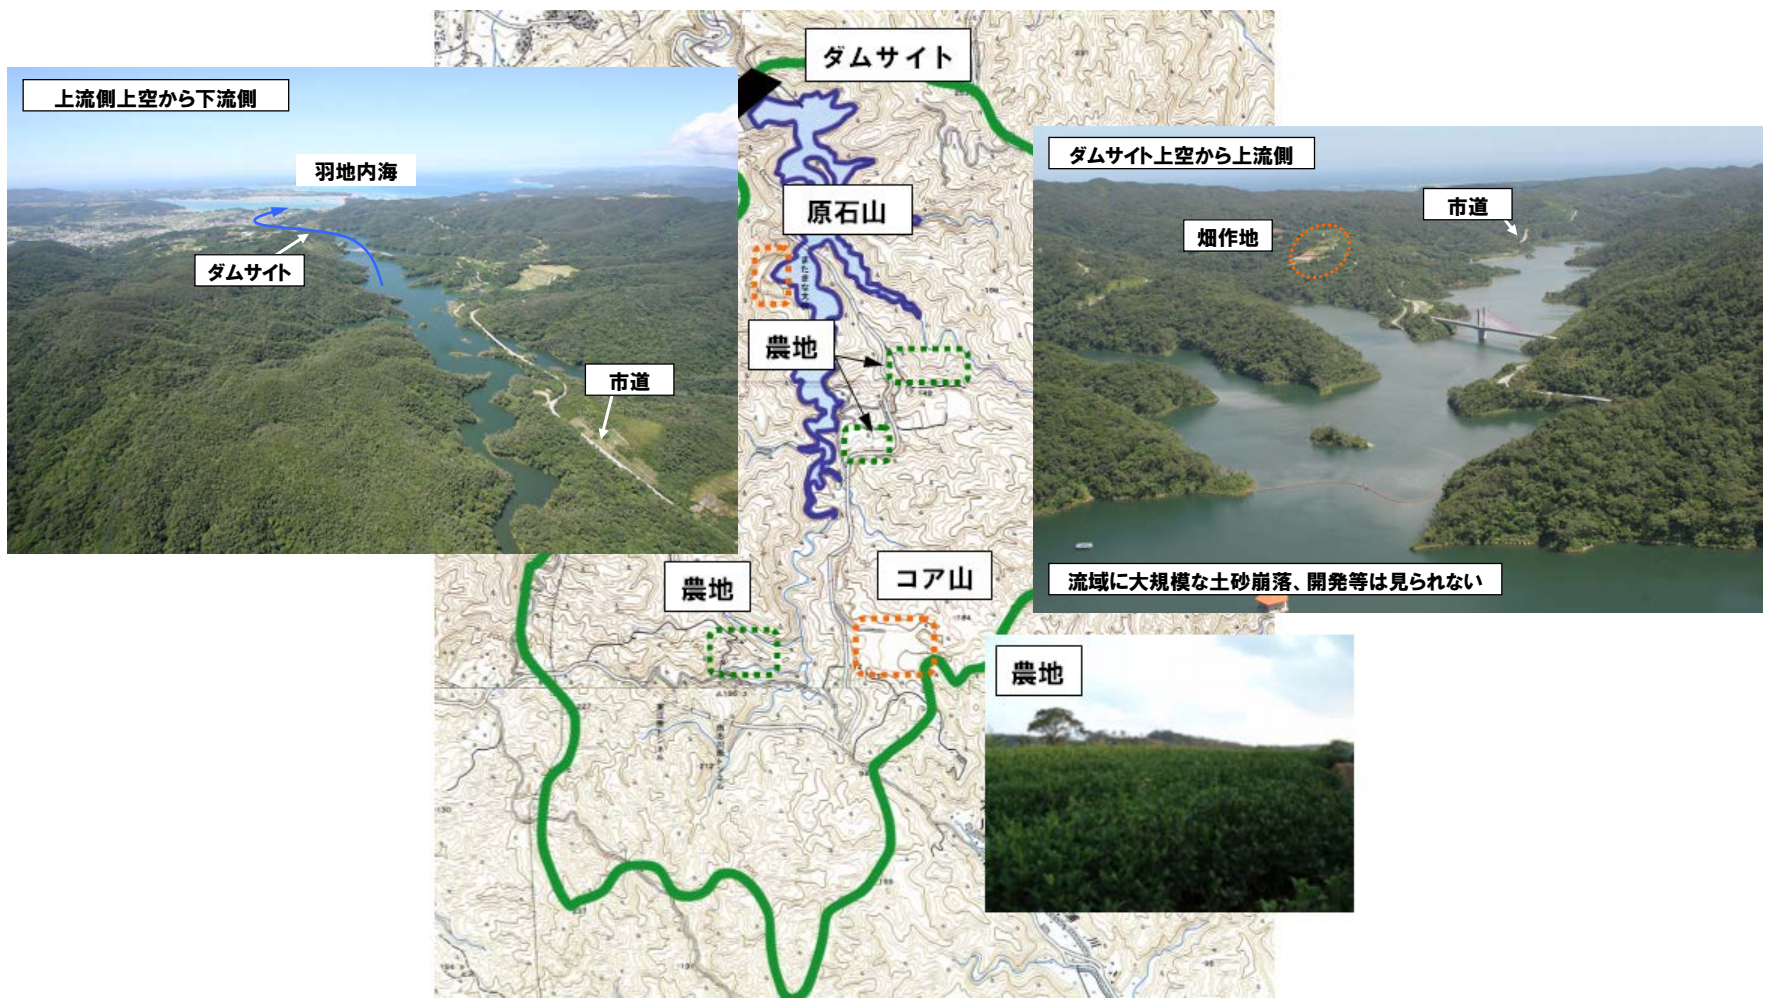 ダムサイト
上流側上空から下流側
羽地内海
ダムサイト
市道
原石山
農地
農地
コア山
ダムサイト上空から上流側
市道
畑作地
流域に大規模な土砂崩落、開発等は見られない
農地
227
212
237